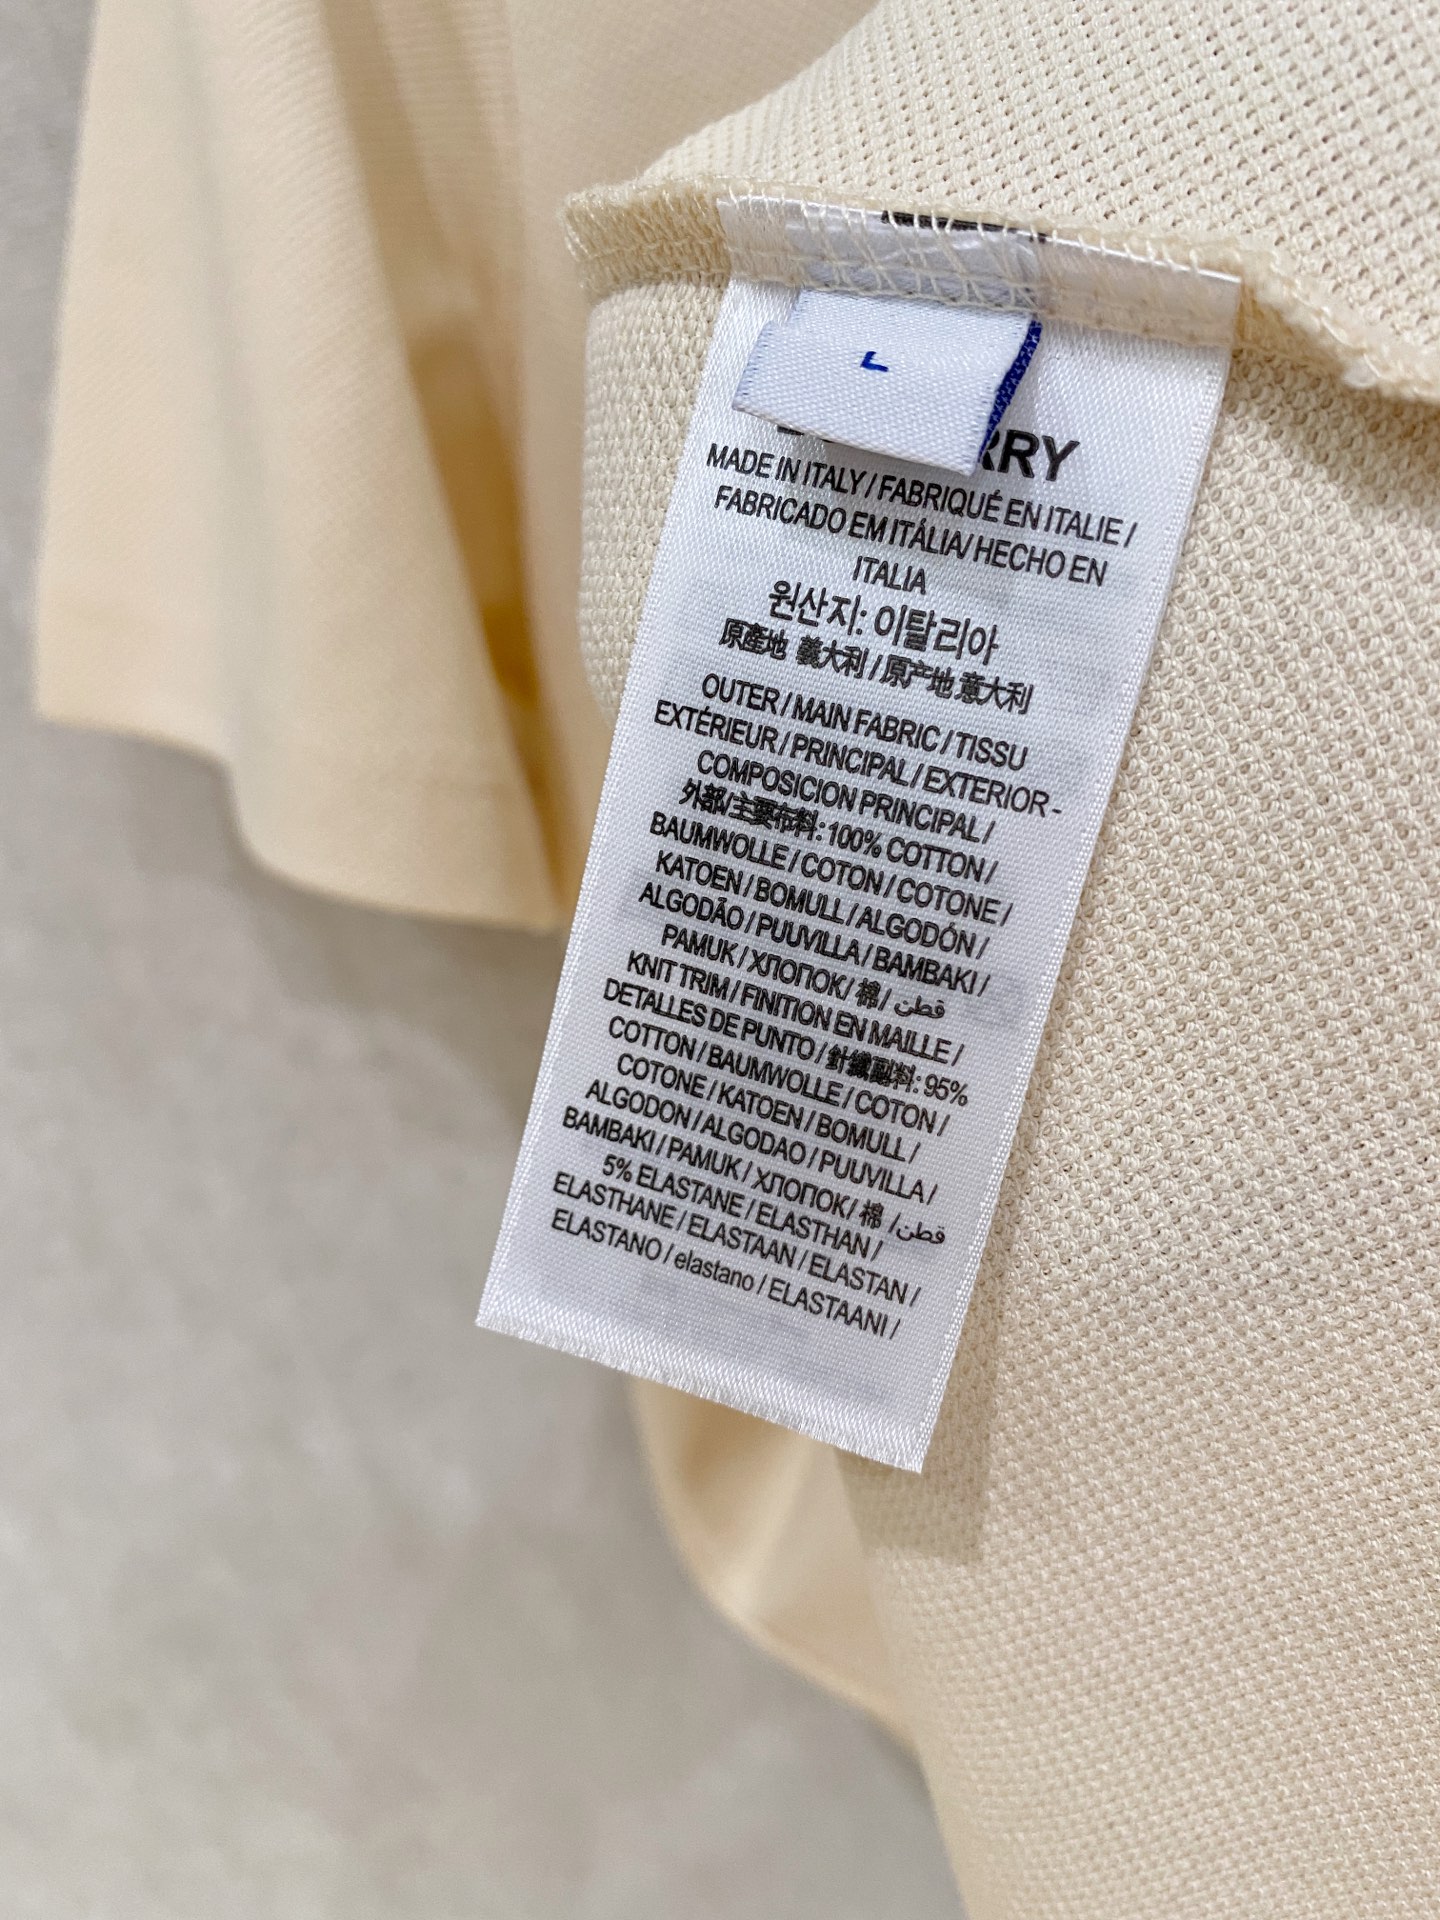 L
RRY
MADE IN ITALY / FABRIQUÉ EN ITALIE /
FABRICADO EM ITÁLIA/ HECHO EN
ITALIA
원산지: 이탈리아
原產地 義大利 / 原产地 意大利
OUTER / MAIN FABRIC / TISSU
EXTÉRIEUR / PRINCIPAL / EXTERIOR -
COMPOSICION PRINCIPAL /
外部/主要布料: 100% COTTON /
BAUMWOLLE / COTON / COTONE /
KATOEN / BOMULL / ALGODÓN /
ALGODÃO / PUUVILLA / BAMBAKI /
PAMUK / ХЛОПОК/ 棉 / قطن
KNIT TRIM / FINITION EN MAILLE /
DETALLES DE PUNTO / 針織副料: 95%
COTTON / BAUMWOLLE / COTON /
COTONE / KATOEN / BOMULL /
ALGODON / ALGODAO / PUUVILLA /
BAMBAKI / PAMUK / ХЛОПОК/ 棉 /قطن
5% ELASTANE / ELASTHAN /
ELASTHANE / ELASTAAN / ELASTAN /
ELASTANO / elastano / ELASTAANI /